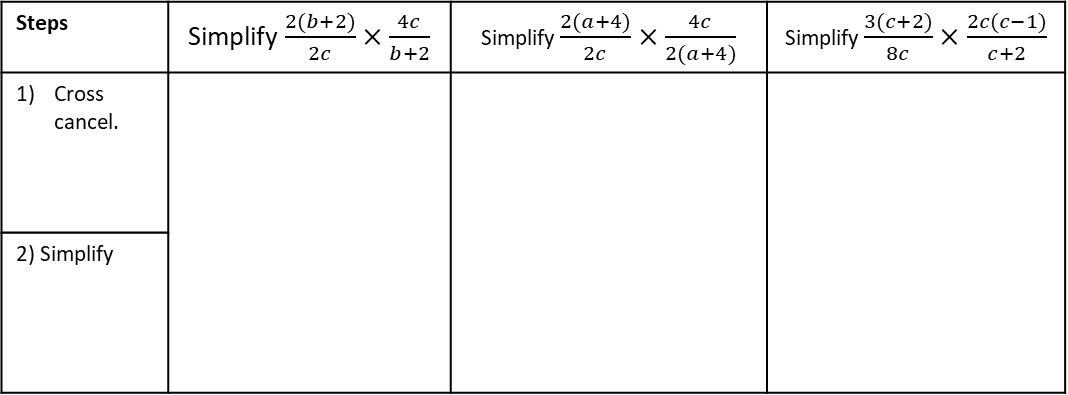 Steps
Simplify 2(b+2)/2c × 4c/b+2
Simplify 2(a+4)/2c × 4c/2(a+4)
Simplify 3(c+2)/8c × 2c(c−1)/c+2
1) Cross
cancel.
2) Simplify